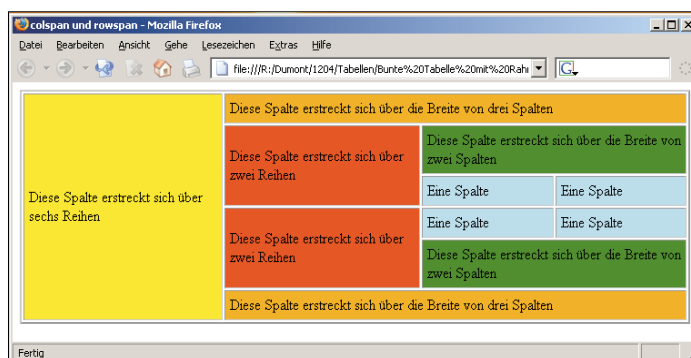 colspan und rowspan - Mozilla Firefox
Datei Bearbeiten Ansicht Gehe Lesezeichen Extras Hilfe
file:///R:/Dumont/1204/Tabellen/Bunte%20Tabelle%20mit%20Rahm
G
Diese Spalte erstreckt sich über
sechs Reihen
Diese Spalte erstreckt sich über die Breite von drei Spalten
Diese Spalte erstreckt sich über
zwei Reihen
Diese Spalte erstreckt sich über die Breite von
zwei Spalten
Eine Spalte Eine Spalte
Diese Spalte erstreckt sich über
zwei Reihen
Eine Spalte Eine Spalte
Diese Spalte erstreckt sich über die Breite von
zwei Spalten
Diese Spalte erstreckt sich über die Breite von drei Spalten
Fertig